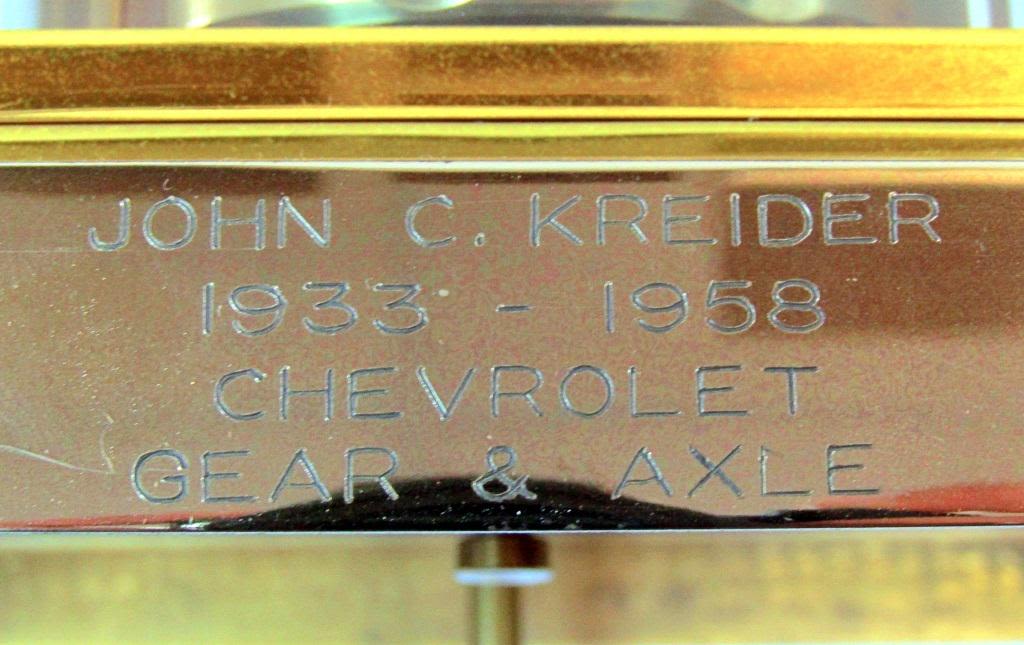 JOHN C. KREIDER
1933 - 1958
CHEVROLET
GEAR & AXLE